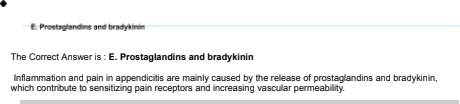 E. Prostaglandins and bradykinin
The Correct Answer is : E. Prostaglandins and bradykinin
Inflammation and pain in appendicitis are mainly caused by the release of prostaglandins and bradykinin,
which contribute to sensitizing pain receptors and increasing vascular permeability.